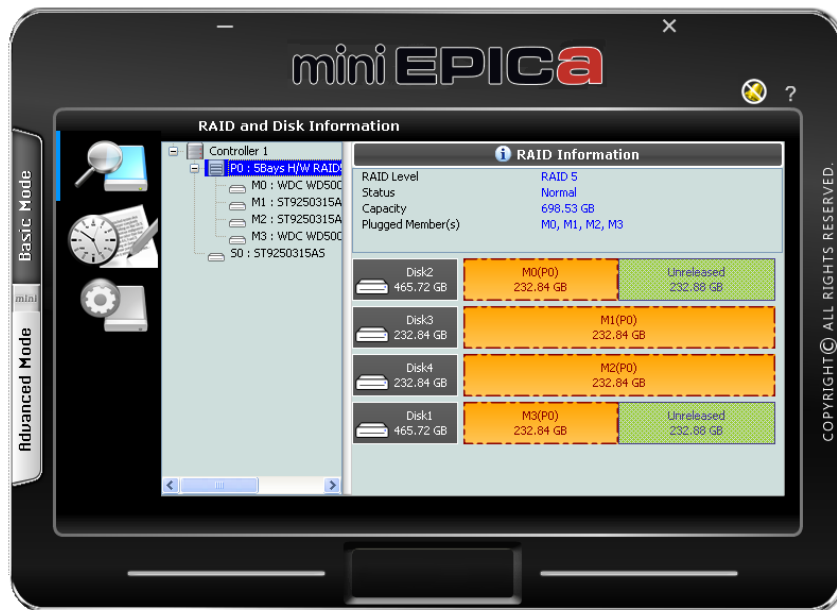 mini EPICa
?
RAID and Disk Information
Basic Mode
mini
Advanced Mode
Controller 1
P0 : 5Bays H/W RAID5
M0 : WDC WD500
M1 : ST9250315A
M2 : ST9250315A
M3 : WDC WD500
S0 : ST9250315AS
RAID Information
RAID Level RAID 5
Status Normal
Capacity 698.53 GB
Plugged Member(s) M0, M1, M2, M3
Disk2 M0(P0) Unreleased
465.72 GB 232.84 GB 232.88 GB
Disk3 M1(P0)
232.84 GB 232.84 GB
Disk4 M2(P0)
232.84 GB 232.84 GB
Disk1 M3(P0) Unreleased
465.72 GB 232.84 GB 232.88 GB
COPYRIGHT© ALL RIGHTS RESERVED.